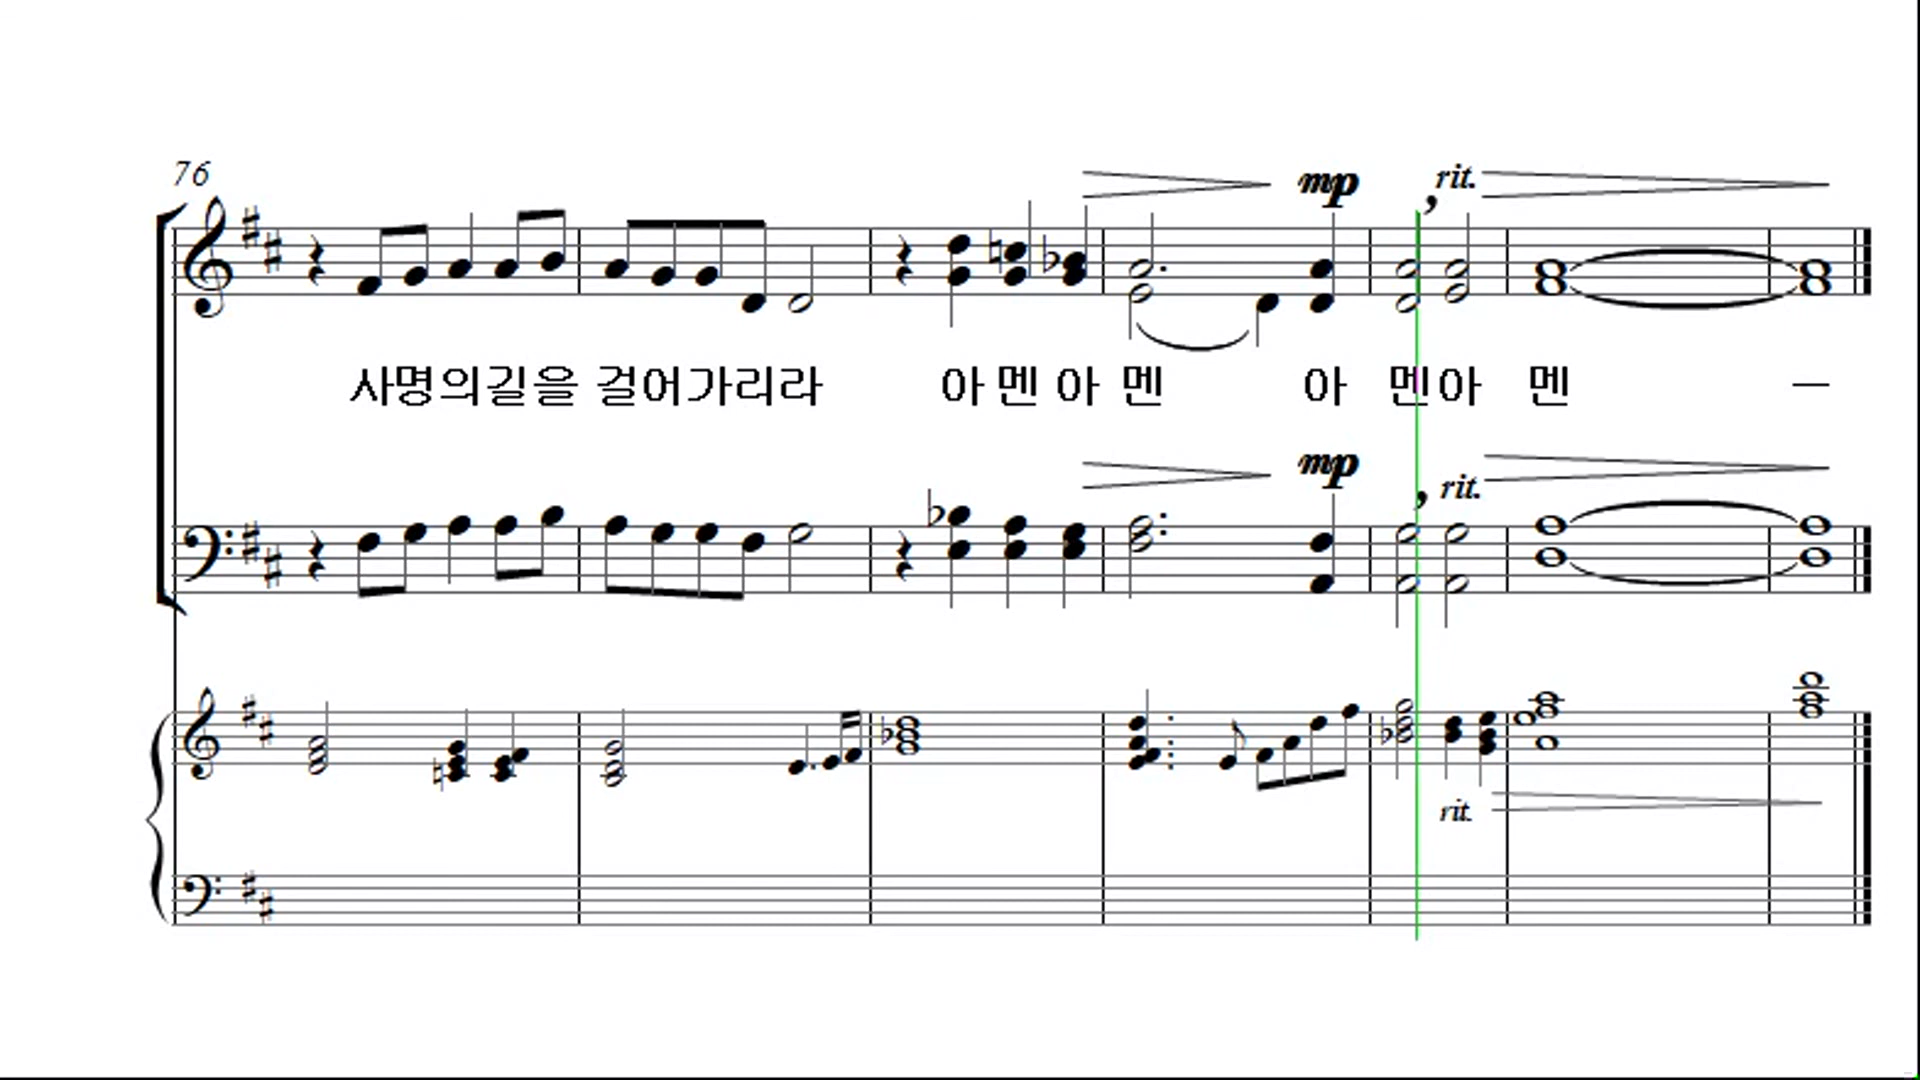 76
mp rit.
사명의길을 걸어가리라 아멘아멘 아 멘아 멘 —
mp rit.
rit.